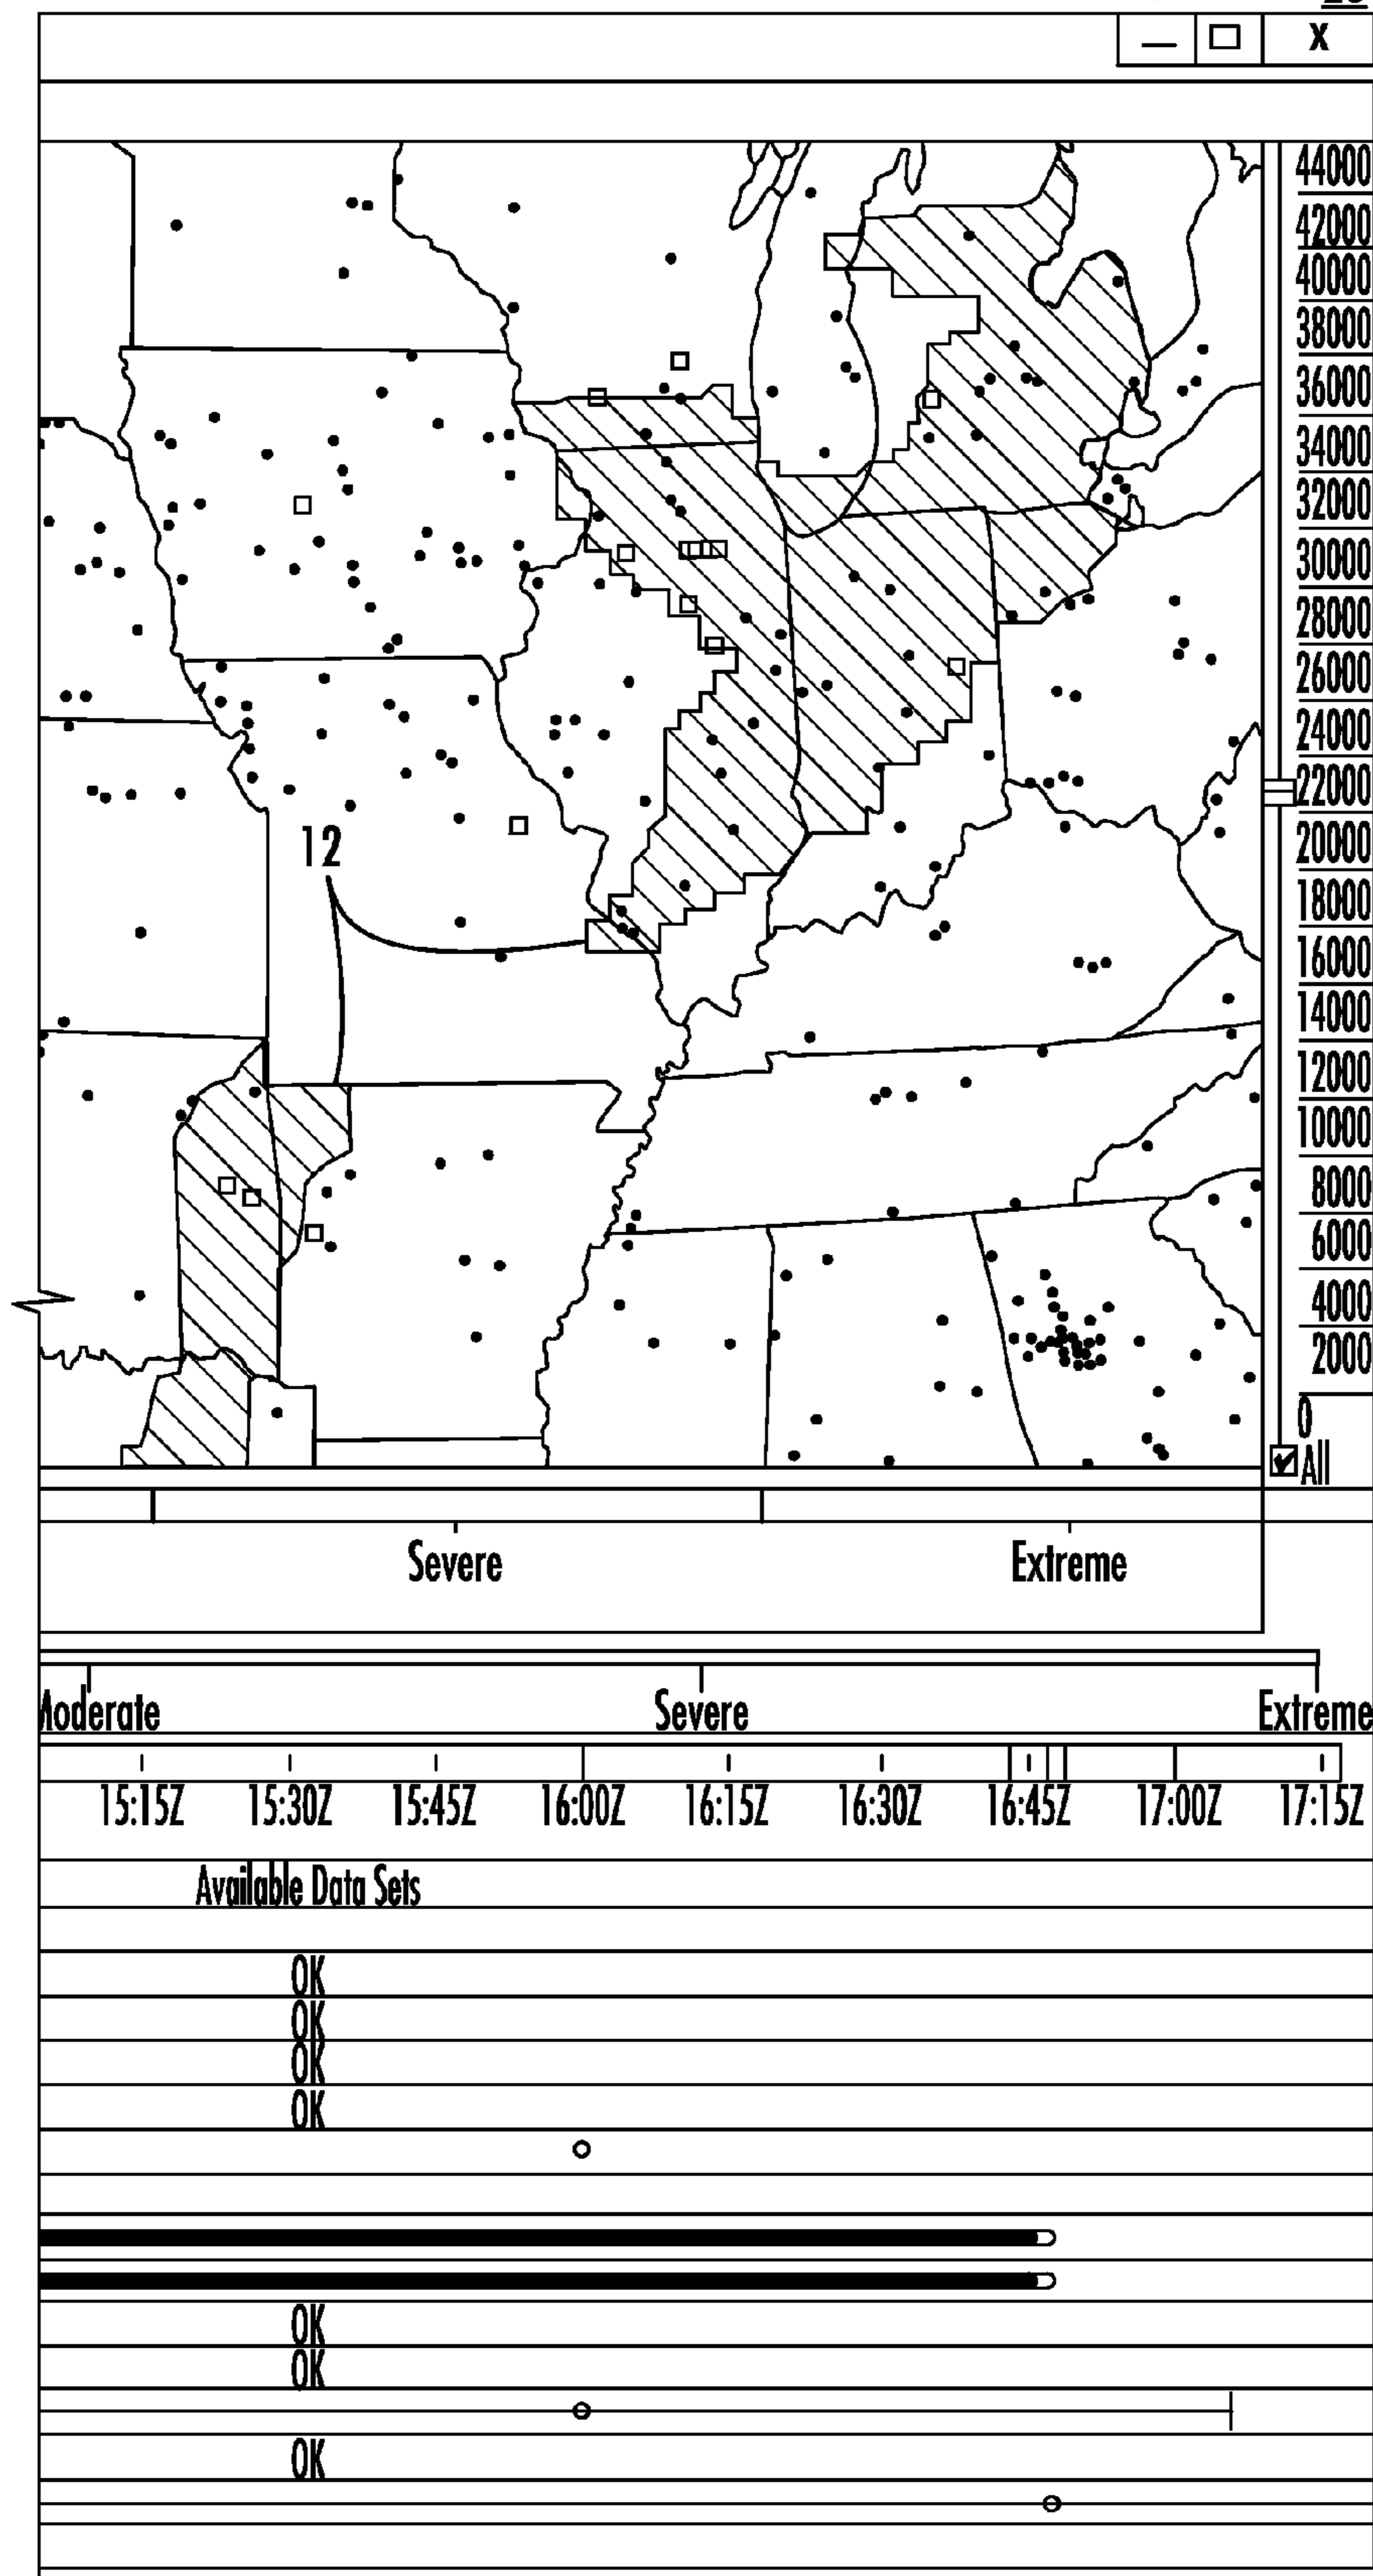 X
44000
42000
40000
38000
36000
34000
32000
30000
28000
26000
24000
22000
20000
12
18000
16000
14000
12000
10000
8000
6000
4000
2000
0
All
Severe Extreme
Moderate Severe Extreme
15:15Z 15:30Z 15:45Z 16:00Z 16:15Z 16:30Z 16:45Z 17:00Z 17:15Z
Available Data Sets
OK
OK
OK
OK
OK
OK
OK